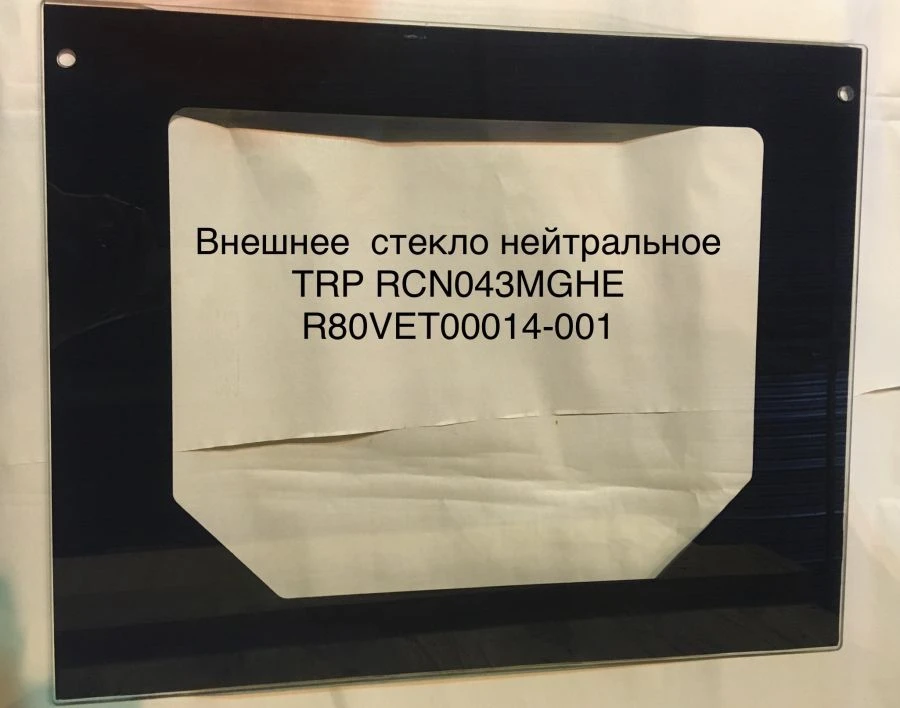 Внешнее стекло нейтральное
TRP RCN043MGHE
R80VET00014-001